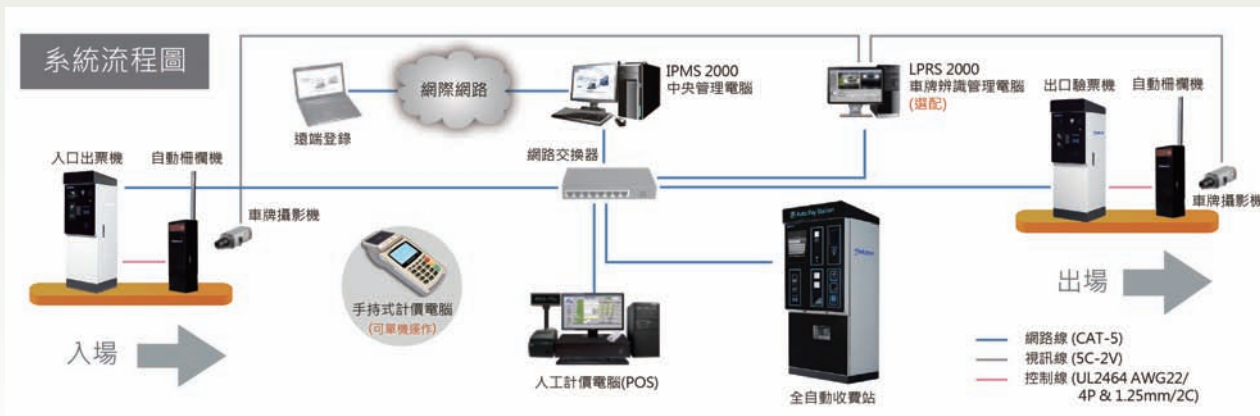 系統流程圖
遠端登錄
網際網路
IPMS 2000
中央管理電腦
LPRS 2000
車牌辨識管理電腦
(選配)
出口驗票機
自動柵欄機
車牌攝影機
入口出票機
自動柵欄機
車牌攝影機
網路交換器
手持式計價電腦
(可單機運作)
人工計價電腦(POS)
Auto Pay Station
全自動收費站
入場
出場
網路線 (CAT-5)
視訊線 (5C-2V)
控制線 (UL2464 AWG22/
4P & 1.25mm/2C)